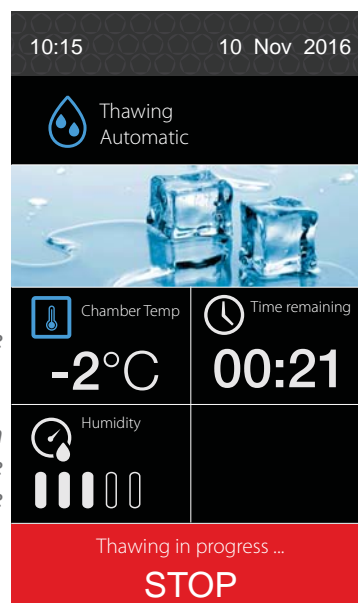 10:15 10 Nov 2016
Thawing
Automatic
Chamber Temp
-2°C
Time remaining
00:21
Humidity
Thawing in progress ...
STOP